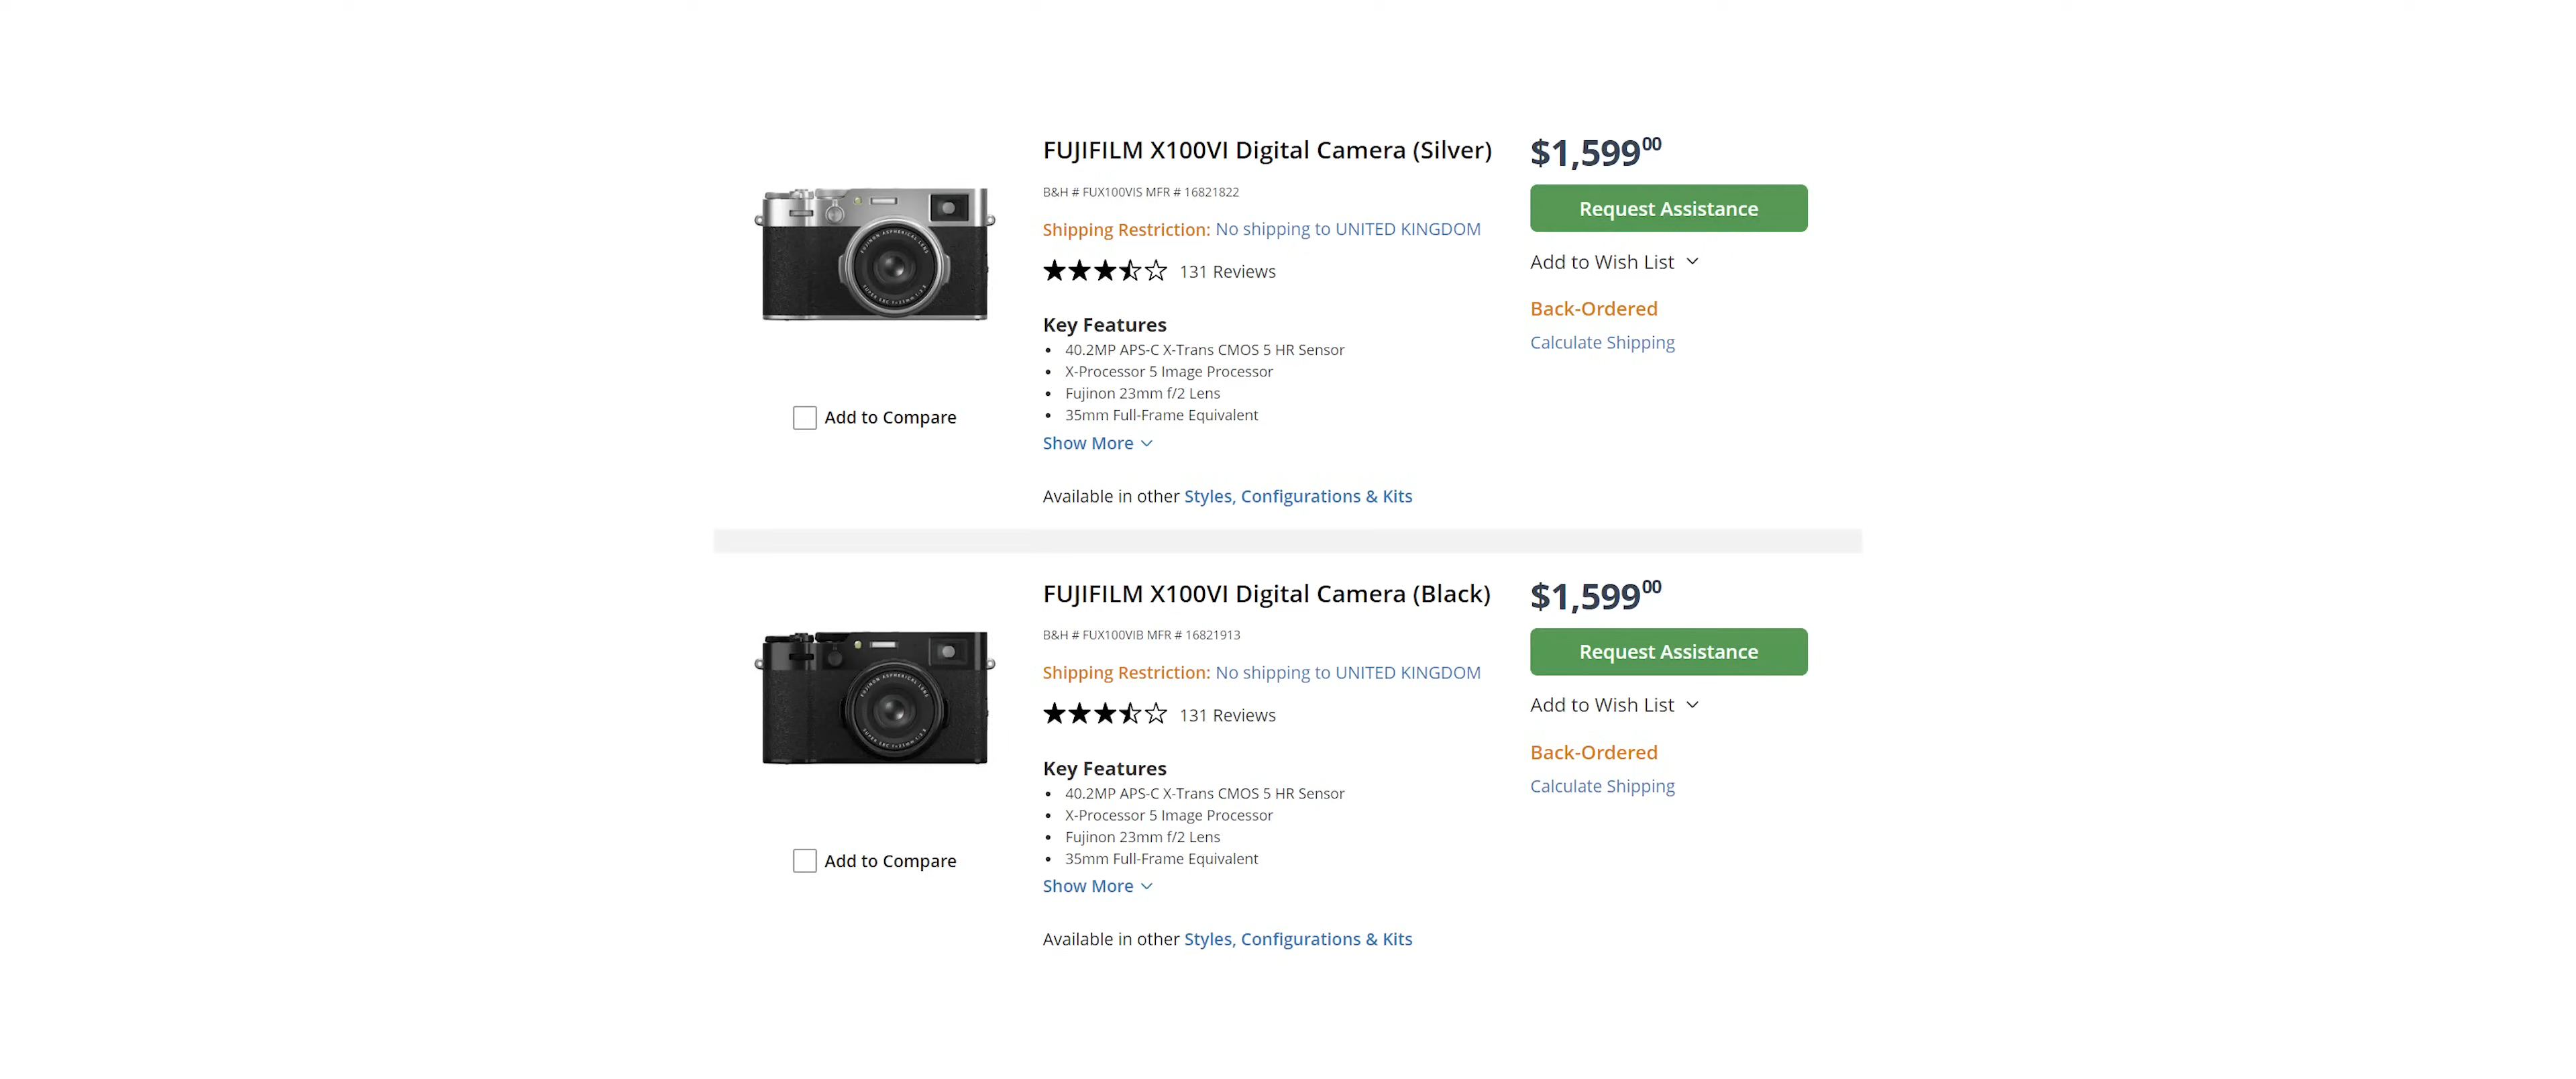 FUJIFILM X100VI Digital Camera (Silver)
$1,59900
B&H # FUX100VIS MFR # 16821822
Request Assistance
Shipping Restriction: No shipping to UNITED KINGDOM
Add to Wish List
131 Reviews
Back-Ordered
Key Features
Calculate Shipping
• 40.2MP APS-C X-Trans CMOS 5 HR Sensor
• X-Processor 5 Image Processor
• Fujinon 23mm f/2 Lens
• 35mm Full-Frame Equivalent
Add to Compare
Show More
Available in other Styles, Configurations & Kits
FUJIFILM X100VI Digital Camera (Black)
$1,59900
B&H # FUX100VIB MFR # 16821913
Request Assistance
Shipping Restriction: No shipping to UNITED KINGDOM
Add to Wish List
131 Reviews
Back-Ordered
Key Features
Calculate Shipping
• 40.2MP APS-C X-Trans CMOS 5 HR Sensor
• X-Processor 5 Image Processor
• Fujinon 23mm f/2 Lens
• 35mm Full-Frame Equivalent
Add to Compare
Show More
Available in other Styles, Configurations & Kits